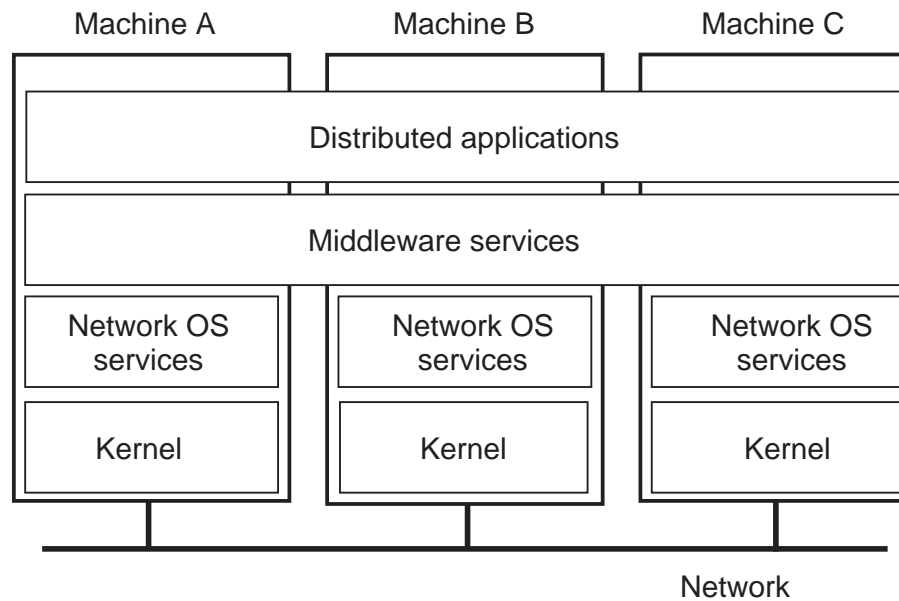 Machine A
Machine B
Machine C
Distributed applications
Middleware services
Network OS
services
Network OS
services
Network OS
services
Kernel
Kernel
Kernel
Network